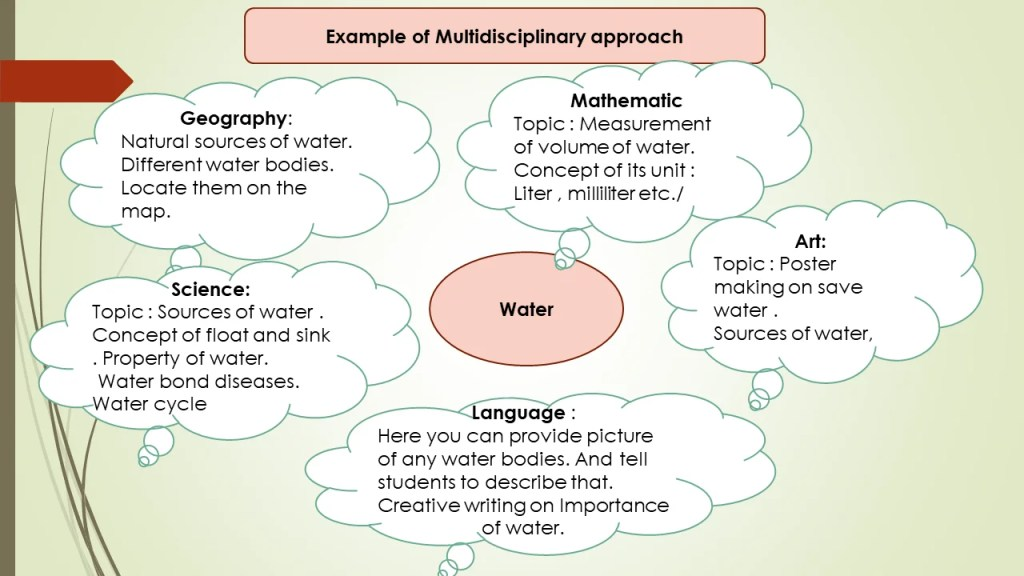 Example of Multidisciplinary approach
Geography:
Natural sources of water.
Different water bodies.
Locate them on the
map.
Mathematic
Topic : Measurement
of volume of water.
Concept of its unit :
Liter , milliliter etc./
Science:
Topic : Sources of water .
Concept of float and sink
. Property of water.
Water bond diseases.
Water cycle
Water
Art:
Topic : Poster
making on save
water .
Sources of water,
Language :
Here you can provide picture
of any water bodies. And tell
students to describe that.
Creative writing on Importance
of water.